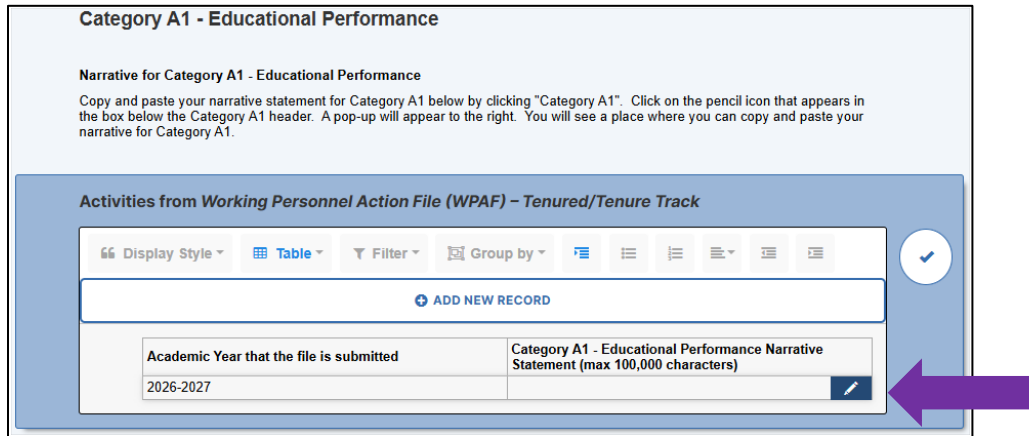 Category A1 - Educational Performance
Narrative for Category A1 - Educational Performance
Copy and paste your narrative statement for Category A1 below by clicking "Category A1". Click on the pencil icon that appears in
the box below the Category A1 header. A pop-up will appear to the right. You will see a place where you can copy and paste your
narrative for Category A1.
Activities from Working Personnel Action File (WPAF) – Tenured/Tenure Track
Display Style Table Filter Group by
ADD NEW RECORD
Academic Year that the file is submitted
Category A1 - Educational Performance Narrative
Statement (max 100,000 characters)
2026-2027